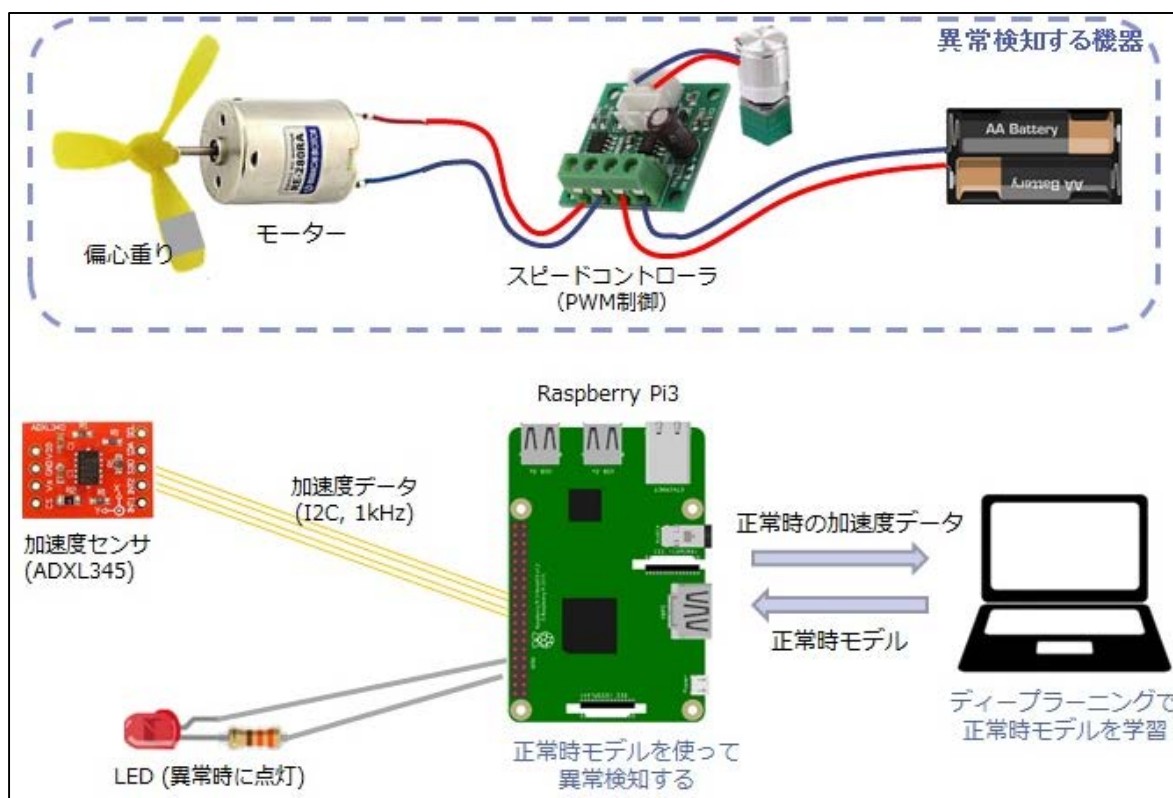 異常検知する機器
AA Battery
AA Battery
RE-280RA
偏心重り
モーター
スピードコントローラ
(PWM制御)
Raspberry Pi3
ADXL345
加速度データ
(I2C, 1kHz)
加速度センサ
(ADXL345)
正常時の加速度データ
正常時モデル
ディープラーニングで
正常時モデルを学習
正常時モデルを使って
異常検知する
LED (異常時に点灯)